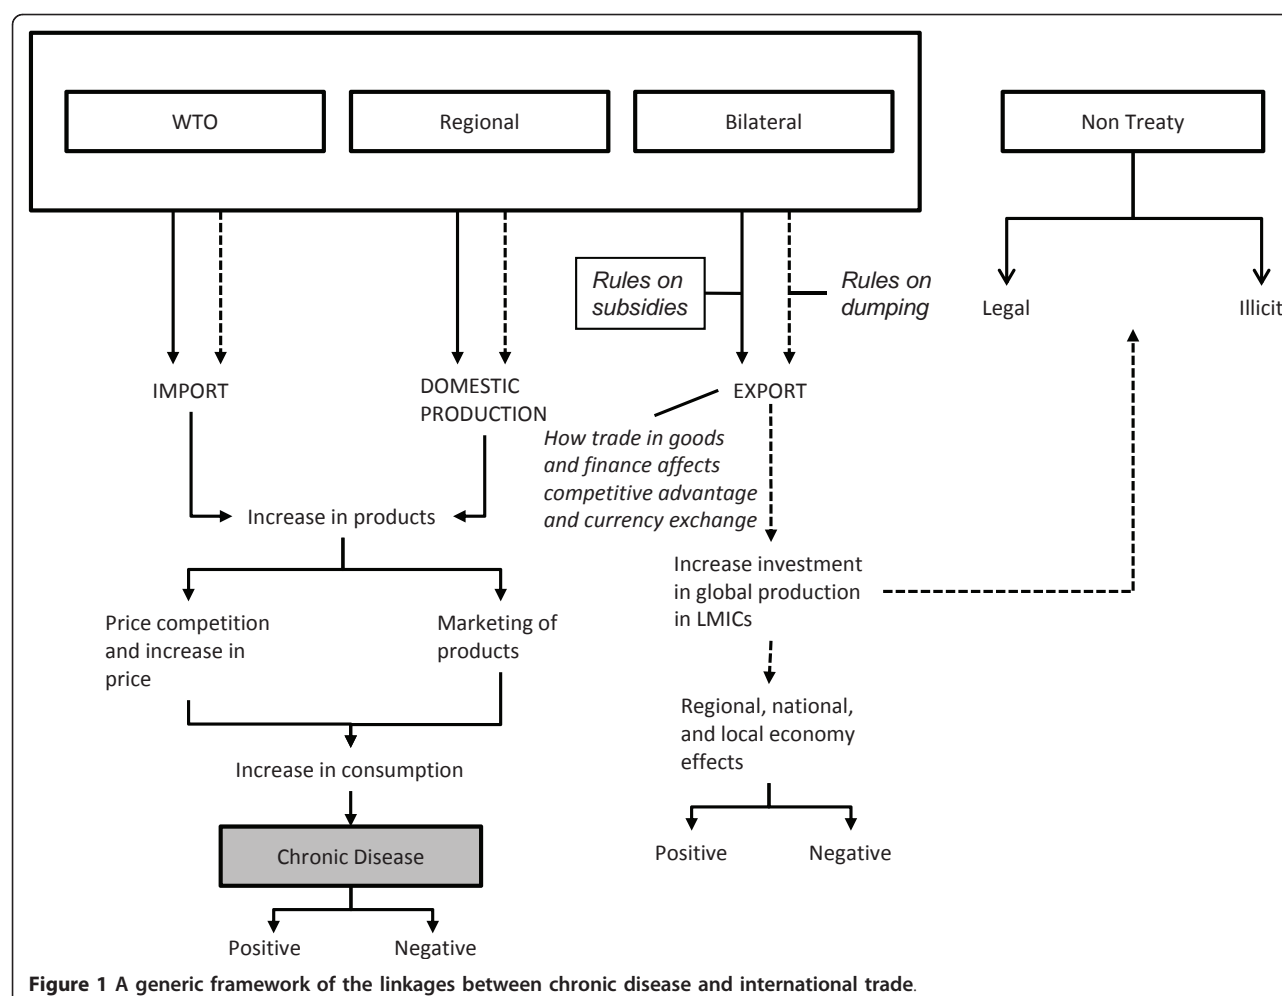 WTO
Regional
Bilateral
Non Treaty
Rules on
subsidies
Rules on
dumping
Legal
Illicit
IMPORT
DOMESTIC
PRODUCTION
EXPORT
How trade in goods
and finance affects
competitive advantage
and currency exchange
Increase in products
Increase investment
in global production
in LMICs
Price competition
and increase in
price
Marketing of
products
Regional, national,
and local economy
effects
Increase in consumption
Positive
Negative
Chronic Disease
Positive
Negative
Figure 1 A generic framework of the linkages between chronic disease and international trade.